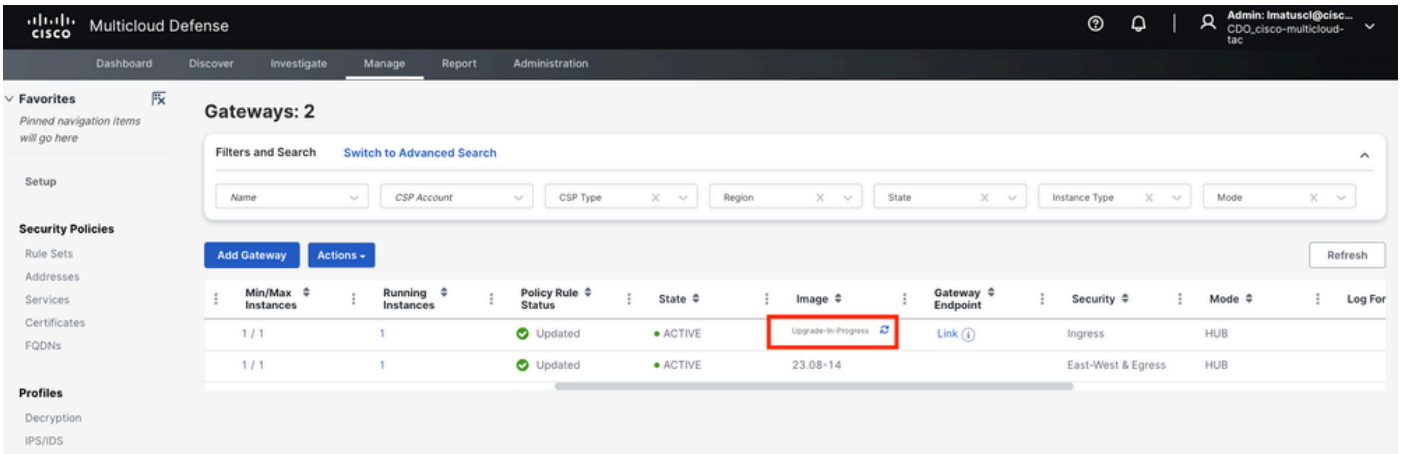 cisco Multicloud Defense
Admin: lmatuscl@cisc...
CDO_cisco-multicloud-
tac
Dashboard Discover Investigate Manage Report Administration
Favorites
Pinned navigation items
will go here
Setup
Security Policies
Rule Sets
Addresses
Services
Certificates
FQDNs
Profiles
Decryption
IPS/IDS
Gateways: 2
Filters and Search Switch to Advanced Search
Name CSP Account CSP Type Region State Instance Type Mode
Add Gateway Actions Refresh
Min/Max Instances Running Instances Policy Rule Status State Image Gateway Endpoint Security Mode Log For
1 / 1 1 Updated ACTIVE Upgrade-In-Progress Link Ingress HUB
1 / 1 1 Updated ACTIVE 23.08-14 East-West & Egress HUB